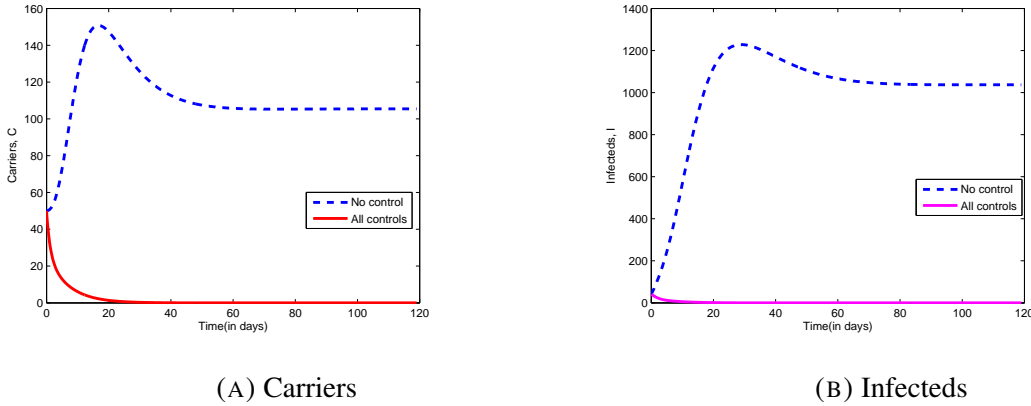 160
140
120
100
80
60
40
20
0
Carriers, C
No control
All controls
0 20 40 60 80 100 120
Time(in days)
(A) Carriers
1400
1200
1000
800
600
400
200
0
Infecteds, I
No control
All controls
0 20 40 60 80 100 120
Time(in days)
(B) Infecteds